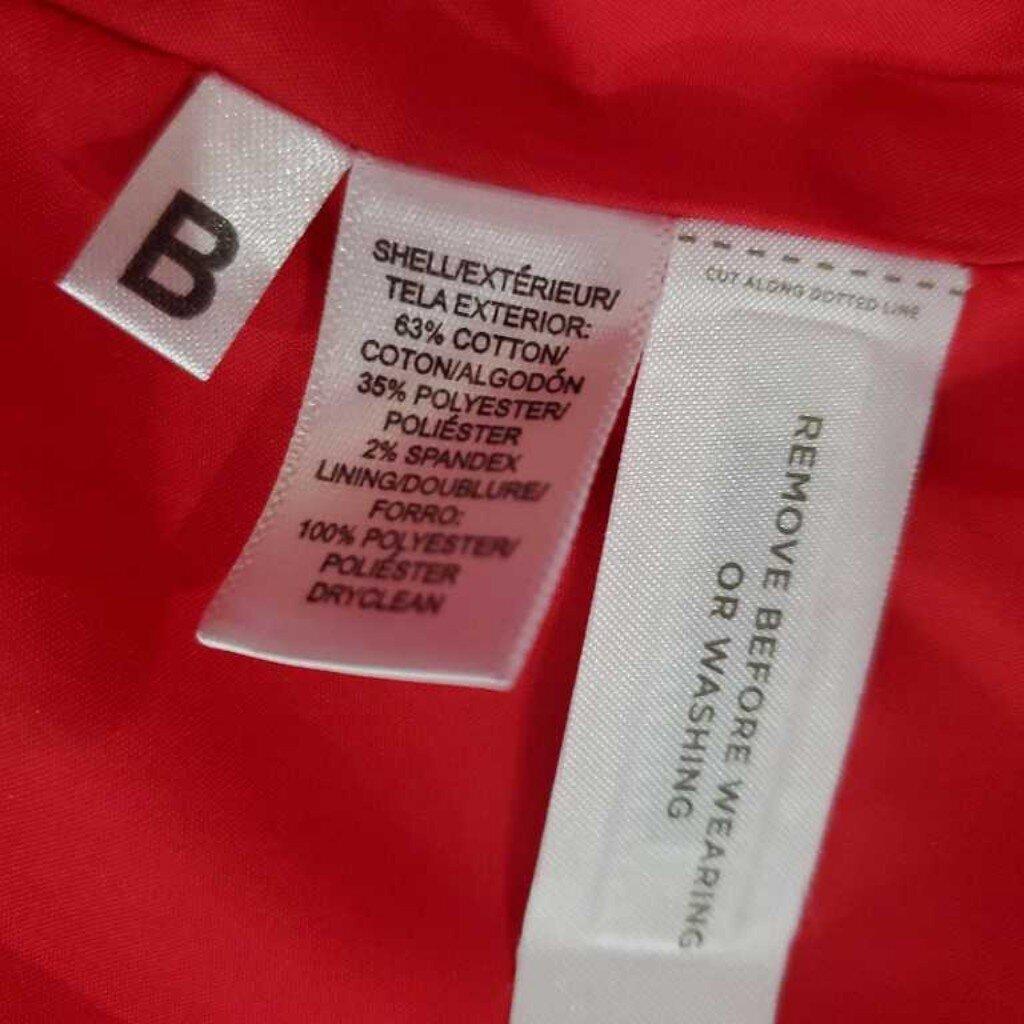 B
SHELL/EXTÉRIEUR/
TELA EXTERIOR:
63% COTTON/
COTON/ALGODÓN
35% POLYESTER/
POLIÉSTER
2% SPANDEX
LINING/DOUBLURE/
FORRO:
100% POLYESTER/
POLIÉSTER
DRYCLEAN
CUT ALONG DOTTED LINE
REMOVE BEFORE WEARING
OR WASHING